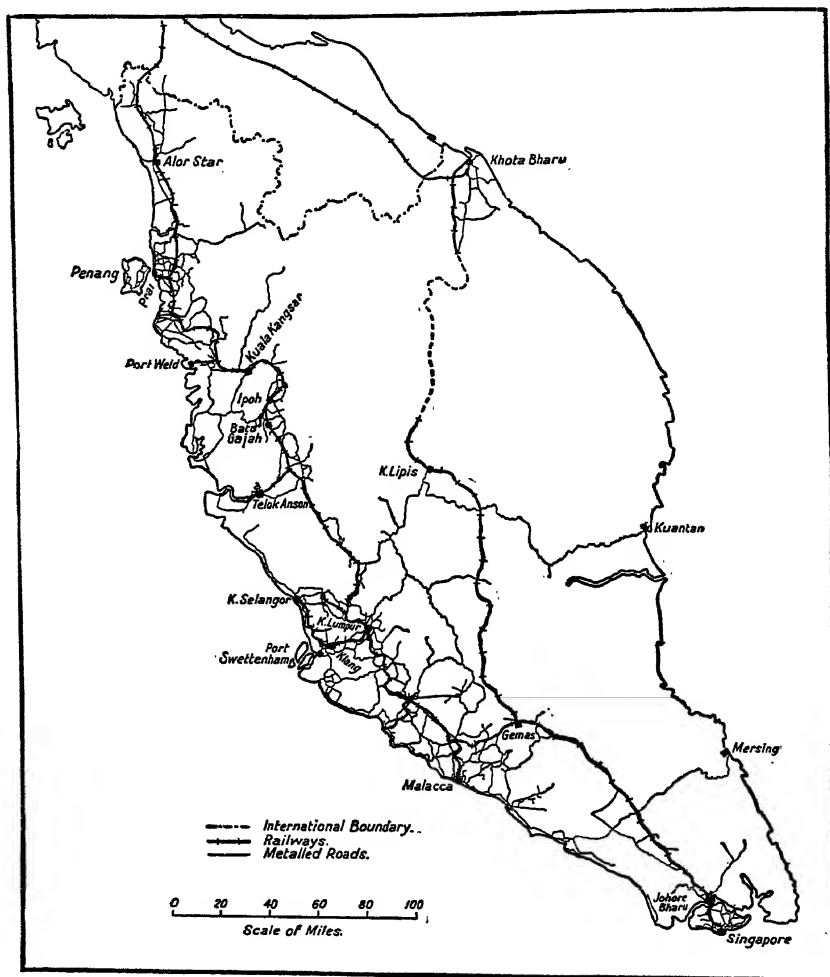 Alor Star
Khota Bharu
Penang
Prai
Kuala Kangsar
Port Weld
Ipoh
Batu
Gajah
K.Lipis
Telok Anson
Kuantan
K.Selangor
K.Lumpur
Port
Swettenham
Klang
Gemas
Mersing
Malacca
International Boundary.
Railways.
Metalled Roads.
0 20 40 60 80 100
Scale of Miles.
Johore
Bharu
Singapore